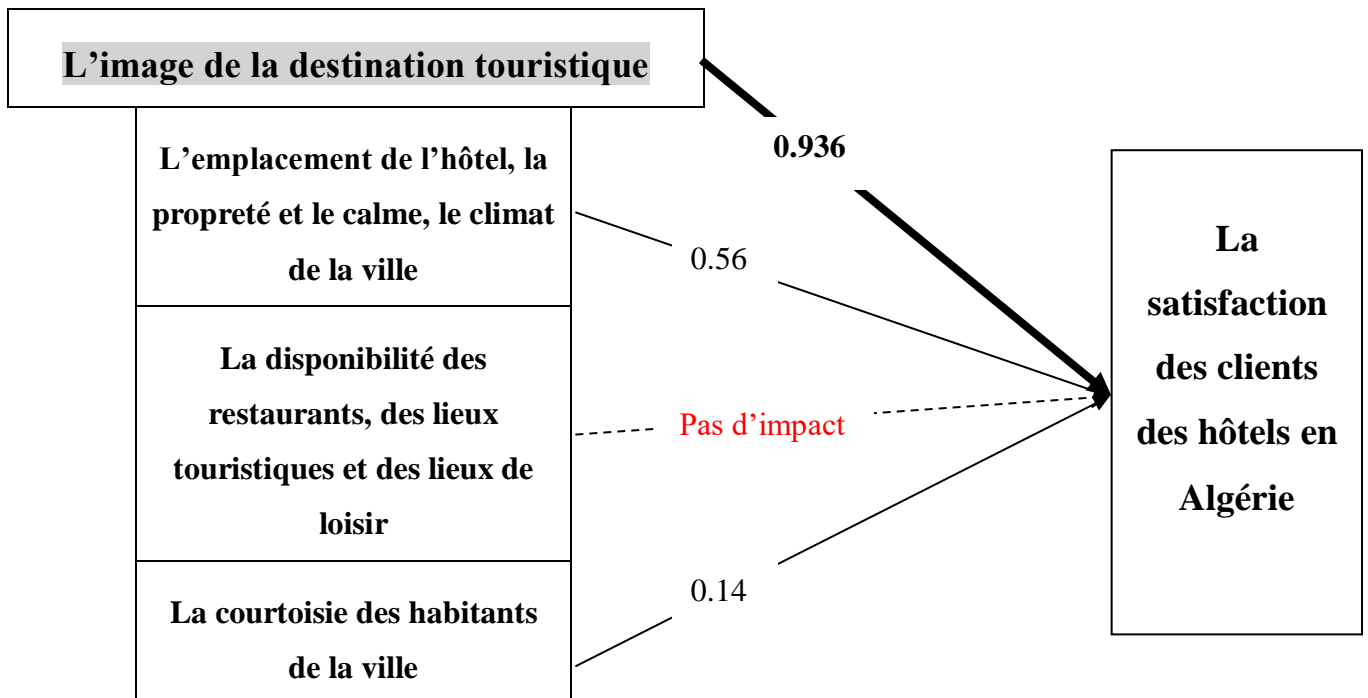 L’image de la destination touristique
L’emplacement de l’hôtel, la
propreté et le calme, le climat
de la ville
La disponibilité des
restaurants, des lieux
touristiques et des lieux de
loisir
La courtoisie des habitants
de la ville
0.936
0.56
Pas d’impact
0.14
La
satisfaction
des clients
des hôtels en
Algérie